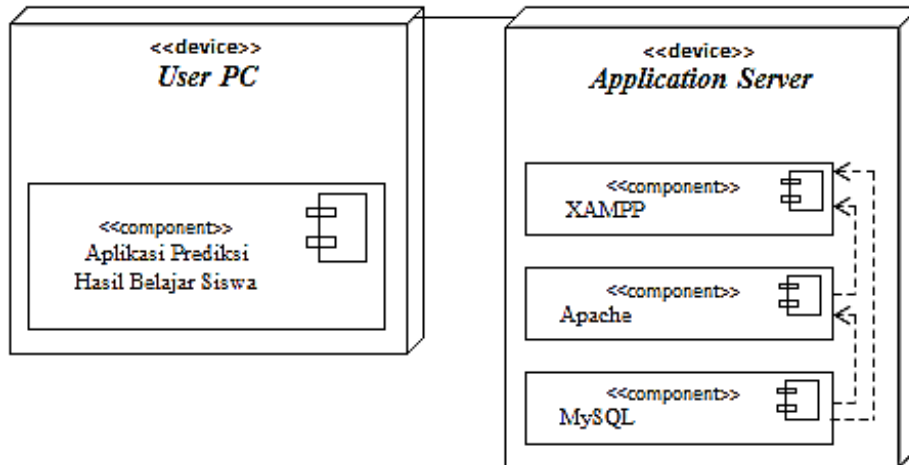 <<device>>
User PC
<<component>>
Aplikasi Prediksi
Hasil Belajar Siswa
<<device>>
Application Server
<<component>>
XAMPP
<<component>>
Apache
<<component>>
MySQL